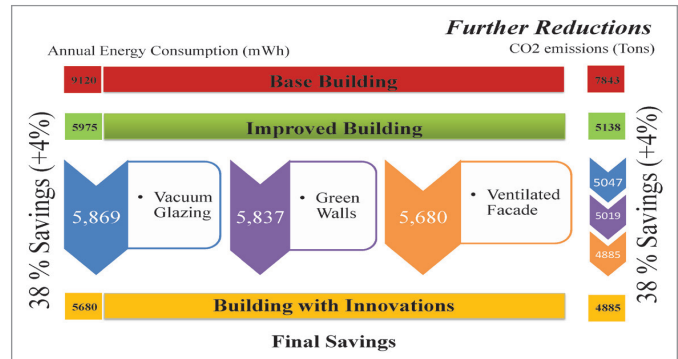 Further Reductions
Annual Energy Consumption (mWh)
CO2 emissions (Tons)
9120
Base Building
7843
5975
Improved Building
5138
38 % Savings (+4%)
5,869
• Vacuum
Glazing
5,837
• Green
Walls
5,680
• Ventilated
Facade
5047
5019
4885
38 % Savings (+4%)
5680
Building with Innovations
4885
Final Savings